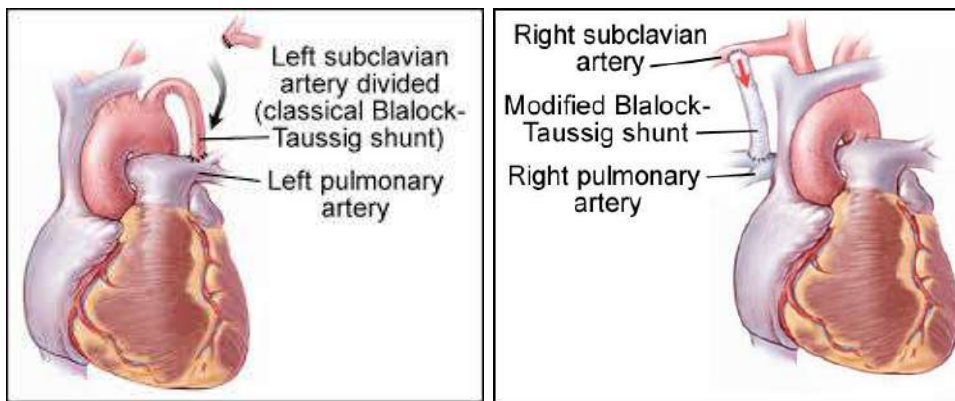 Left subclavian
artery divided
(classical Blalock-
Taussig shunt)
Left pulmonary
artery
Right subclavian
artery
Modified Blalock-
Taussig shunt
Right pulmonary
artery